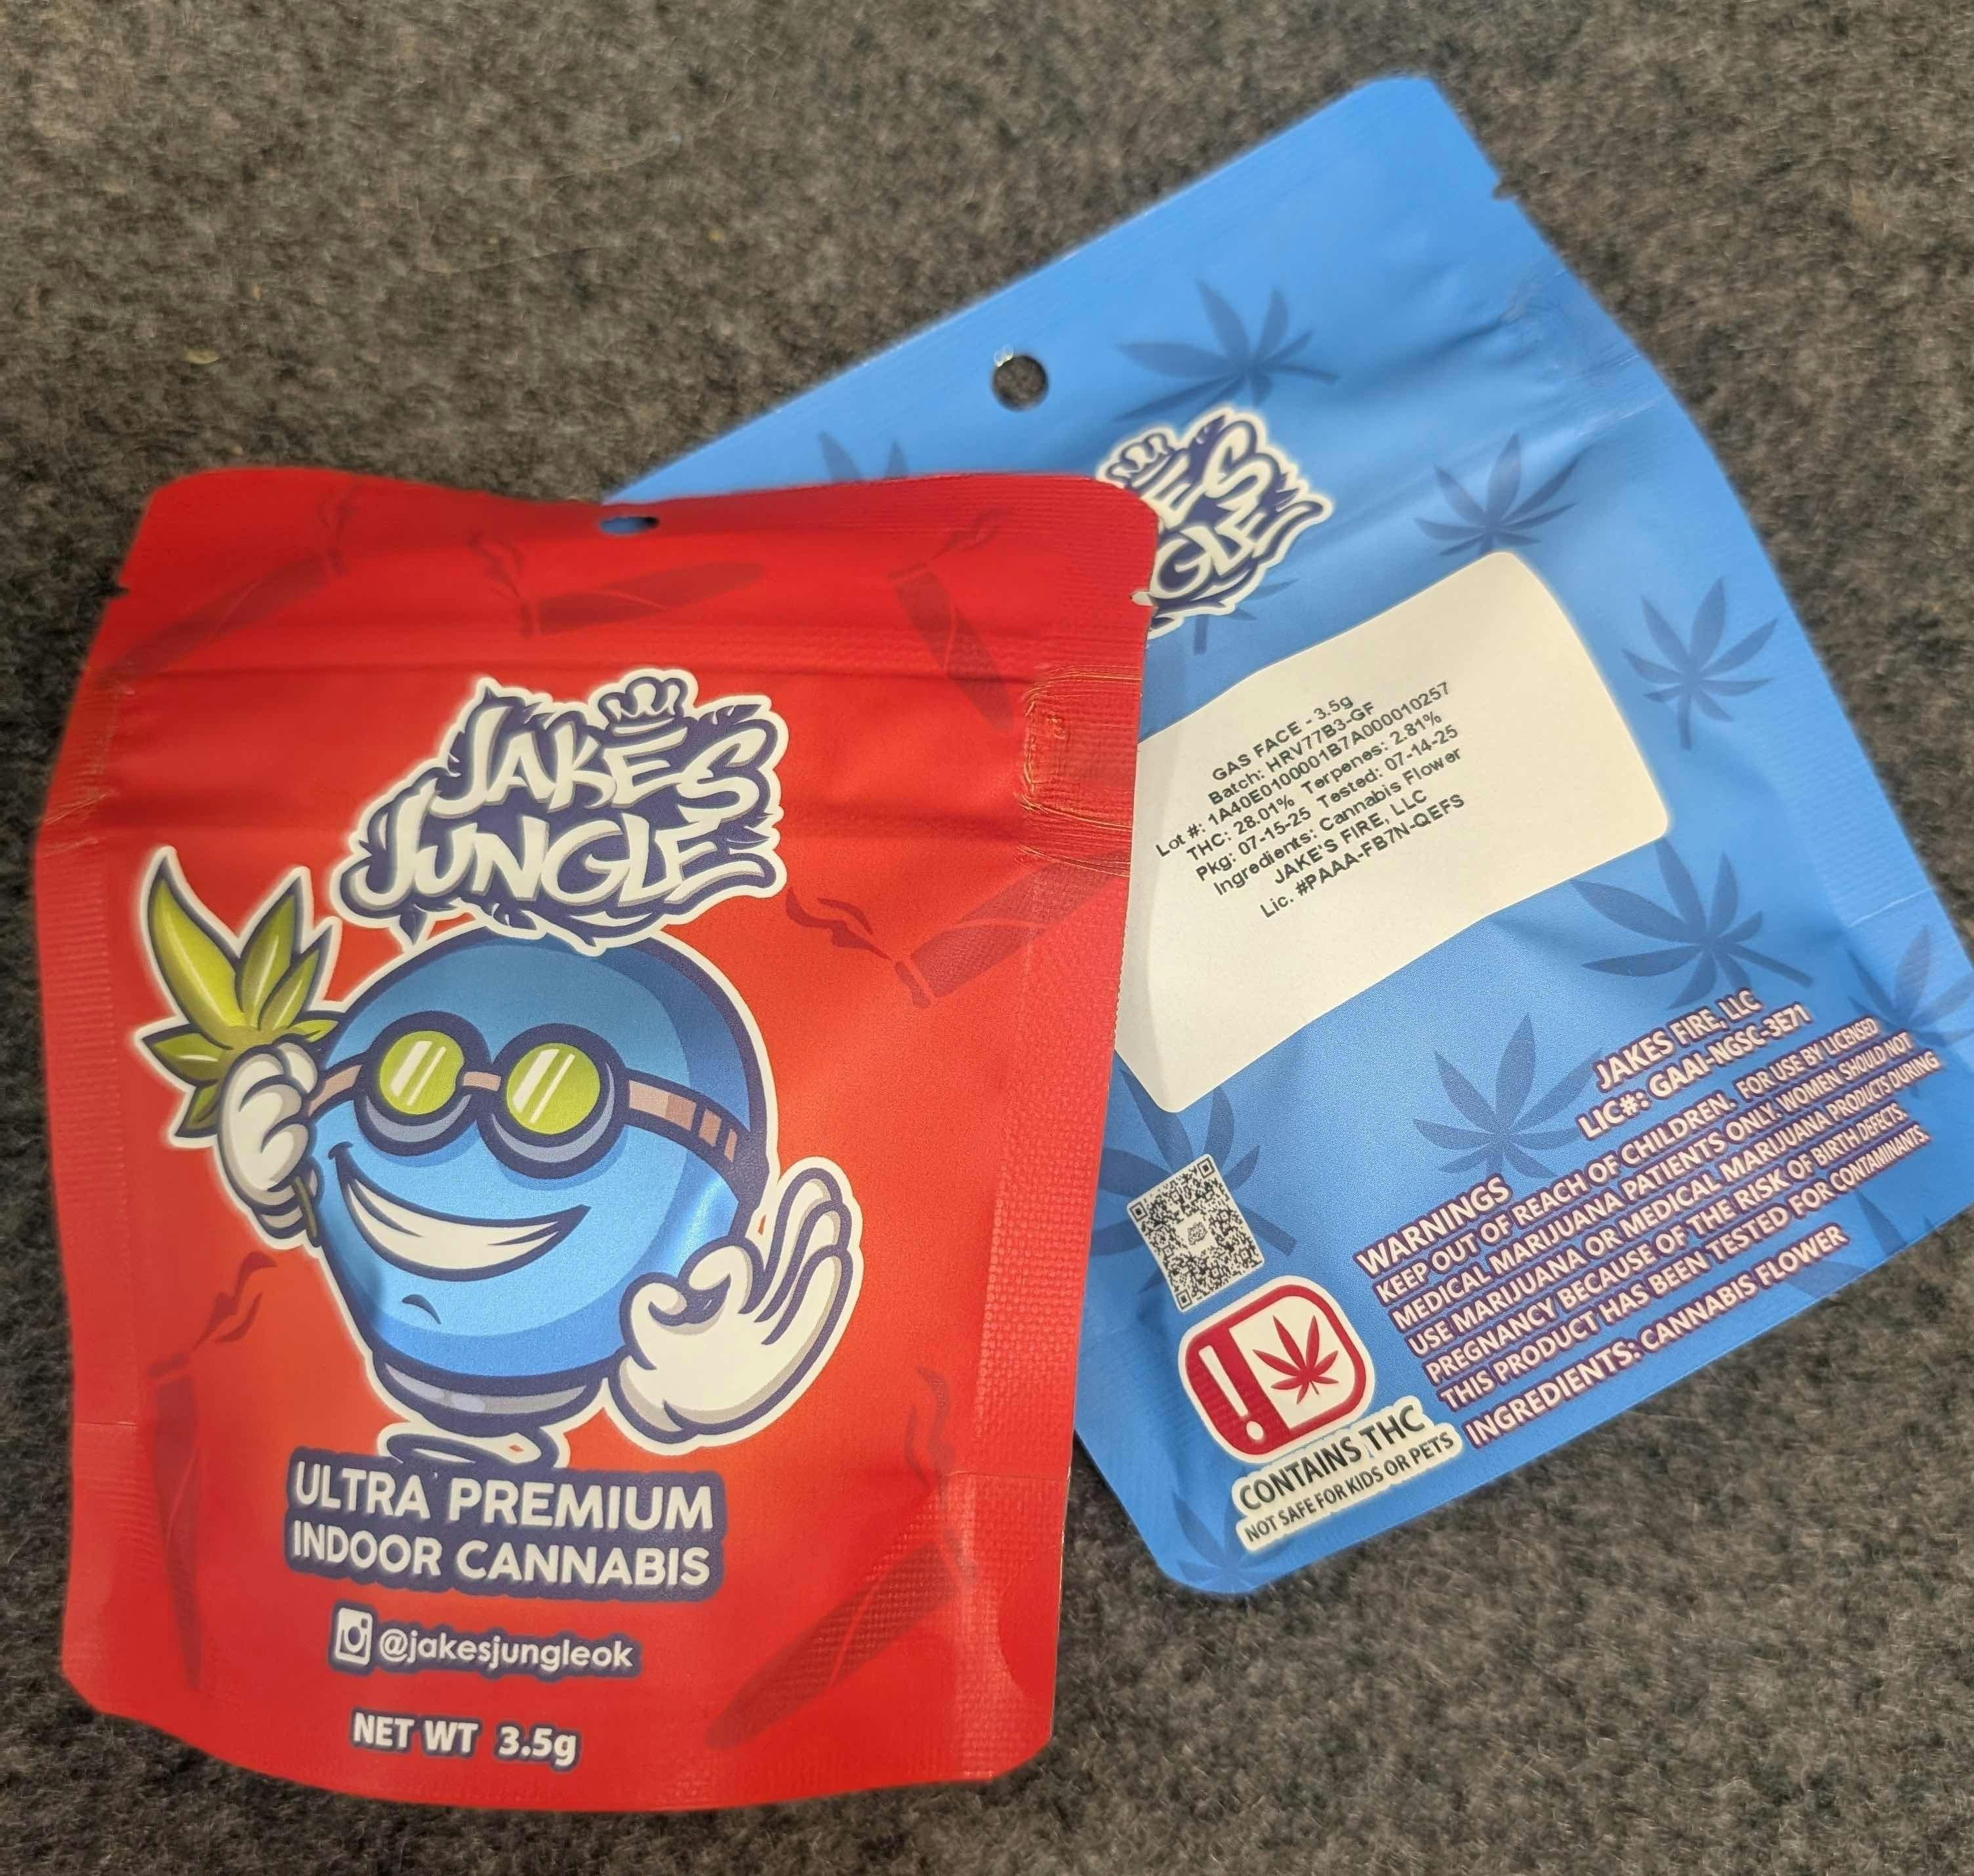 JAKES
JUNGLE
ULTRA PREMIUM
INDOOR CANNABIS
@jakesjungleok
NET WT 3.5g
ES
GLE
GAS FACE - 3.5g
Batch: HRV77B3-GF
Lot #: 1A40E0100001B7A000010257
THC: 28.01% Terpenes: 2.81%
Pkg: 07-15-25 Tested: 07-14-25
Ingredients: Cannabis Flower
JAKE'S FIRE, LLC
Lic. #PAAA-FB7N-QEFS
JAKES FIRE, LLC
LIC#: GAAI-NGSC-3E71
WARNINGS
KEEP OUT OF REACH OF CHILDREN. FOR USE BY LICENSED
MEDICAL MARIJUANA PATIENTS ONLY. WOMEN SHOULD NOT
USE MARIJUANA OR MEDICAL MARIJUANA PRODUCTS DURING
PREGNANCY BECAUSE OF THE RISK OF BIRTH DEFECTS.
THIS PRODUCT HAS BEEN TESTED FOR CONTAMINANTS.
INGREDIENTS: CANNABIS FLOWER
!
CONTAINS THC
NOT SAFE FOR KIDS OR PETS